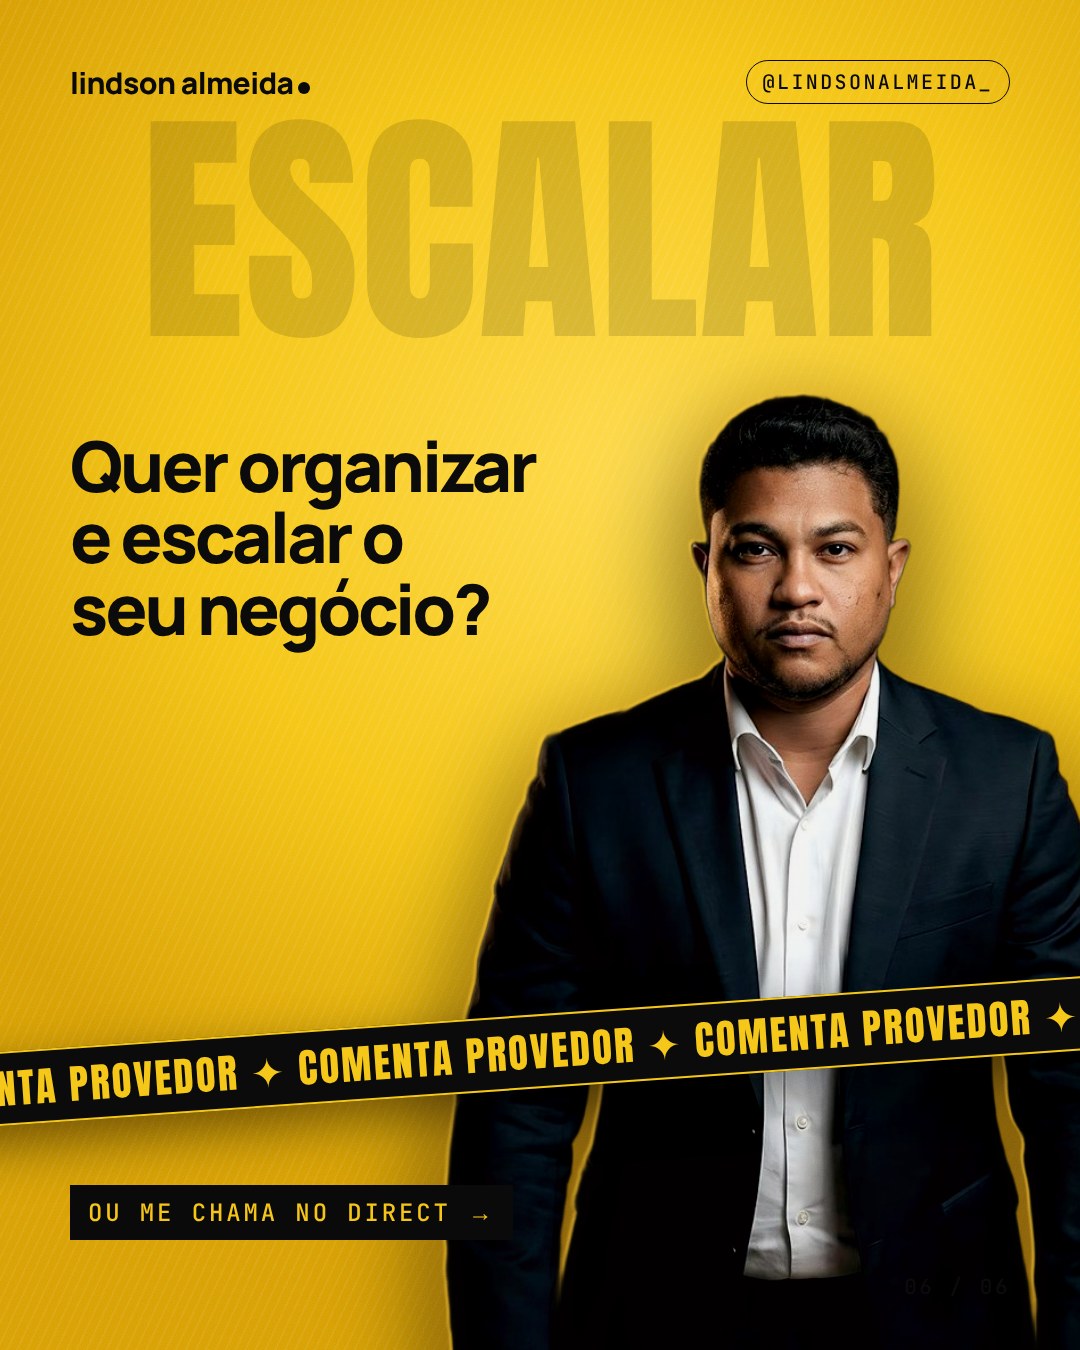 lindson almeida.
@LINDSONALMEIDA_
ESCALAR
Quer organizar
e escalar o
seu negócio?
NTA PROVEDOR ✦ COMENTA PROVEDOR ✦ COMENTA PROVEDOR ✦
OU ME CHAMA NO DIRECT →
06 / 06